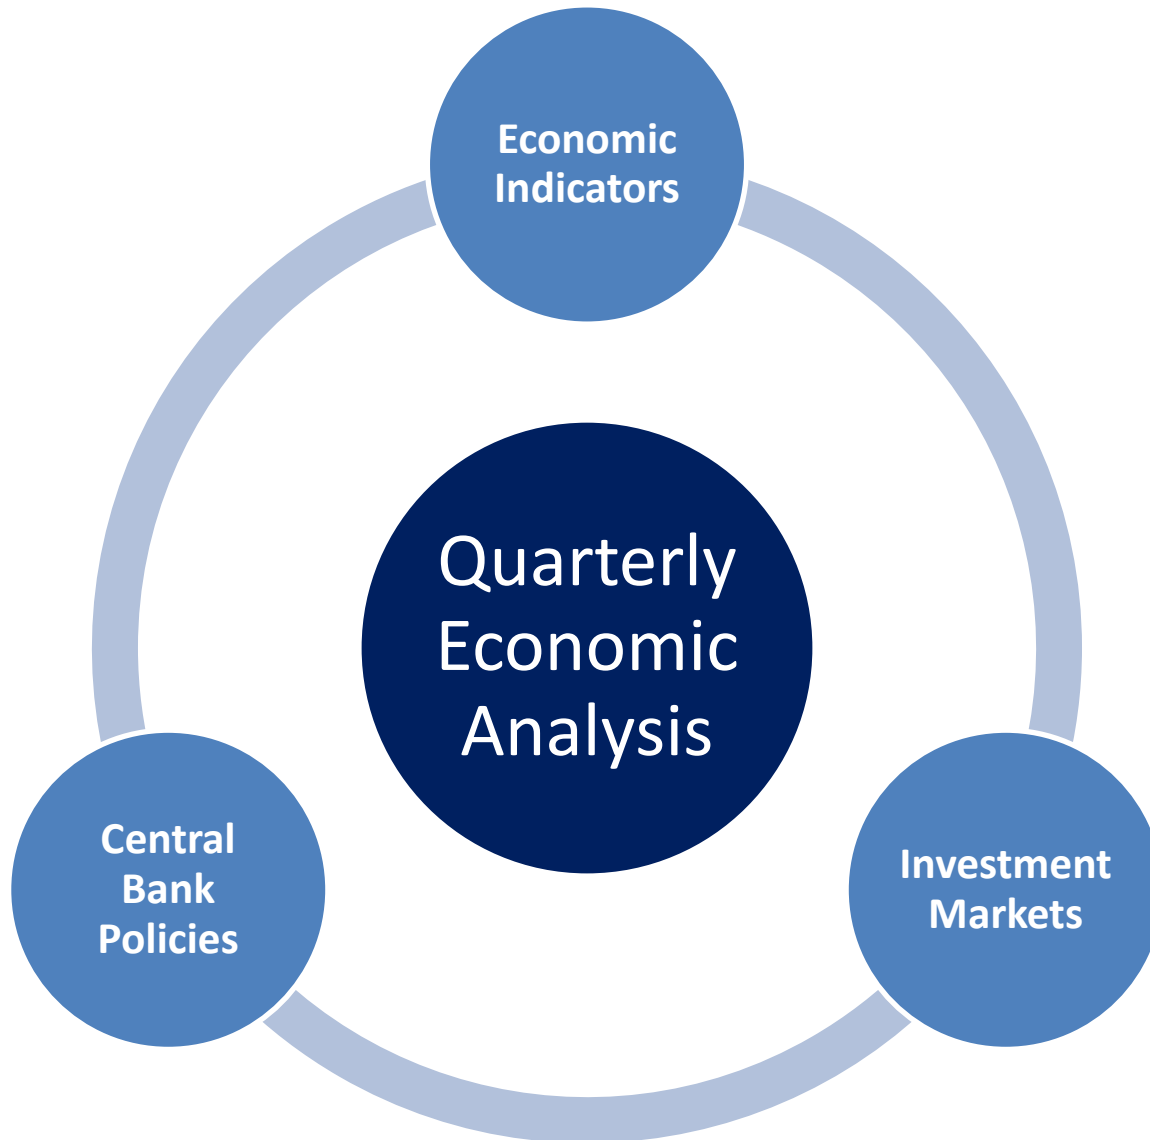 Economic
Indicators
Quarterly
Economic
Analysis
Central
Bank
Policies
Investment
Markets